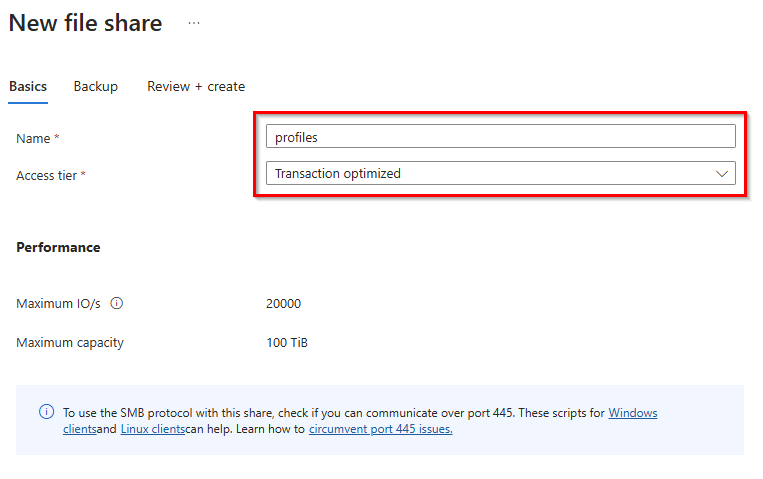 New file share ...
Basics Backup Review + create
Name * profiles
Access tier * Transaction optimized
Performance
Maximum IO/s 20000
Maximum capacity 100 TiB
To use the SMB protocol with this share, check if you can communicate over port 445. These scripts for Windows
clientsand Linux clientscan help. Learn how to circumvent port 445 issues.